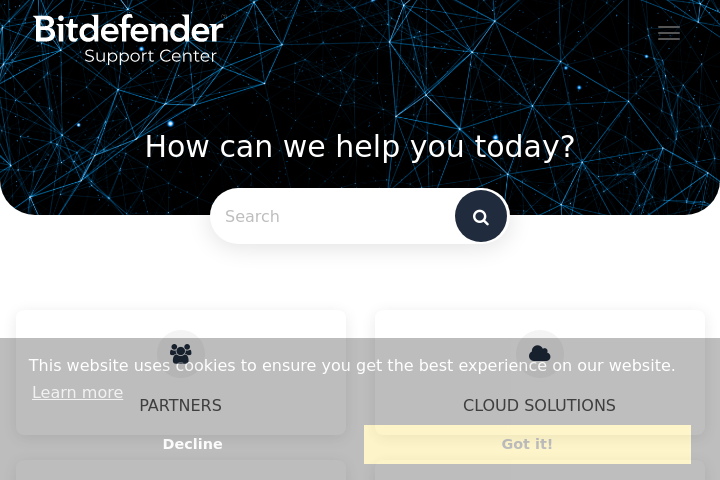 Bitdefender
Support Center
How can we help you today?
Search
This website uses cookies to ensure you get the best experience on our website.
Learn more
PARTNERS
CLOUD SOLUTIONS
Decline
Got it!